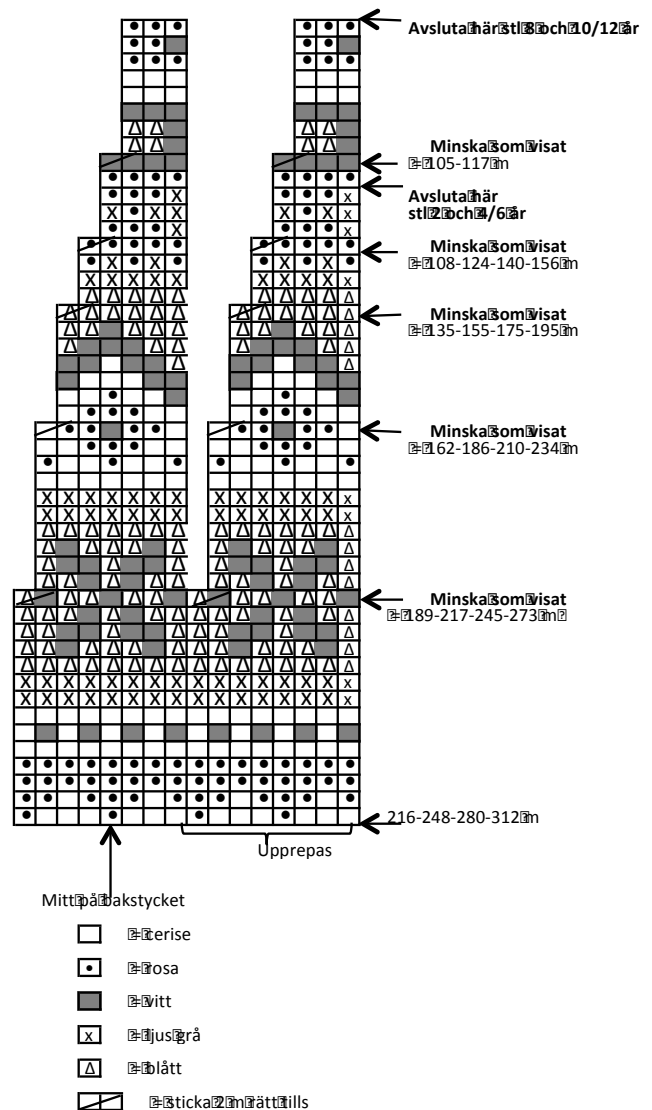 Avsluta här stl 8 och 10/12 år
Minska som visat
= 105-117 m
Avsluta här
stl 2 och 4/6 år
Minska som visat
= 108-124-140-156 m
Minska som visat
= 135-155-175-195 m
Minska som visat
= 162-186-210-234 m
Minska som visat
= 189-217-245-273 m
216-248-280-312 m
Upprepas
Mitt på bakstycket
= cerise
• = rosa
= vitt
x = ljus grå
Δ = blått
= sticka 2 m rätt tills